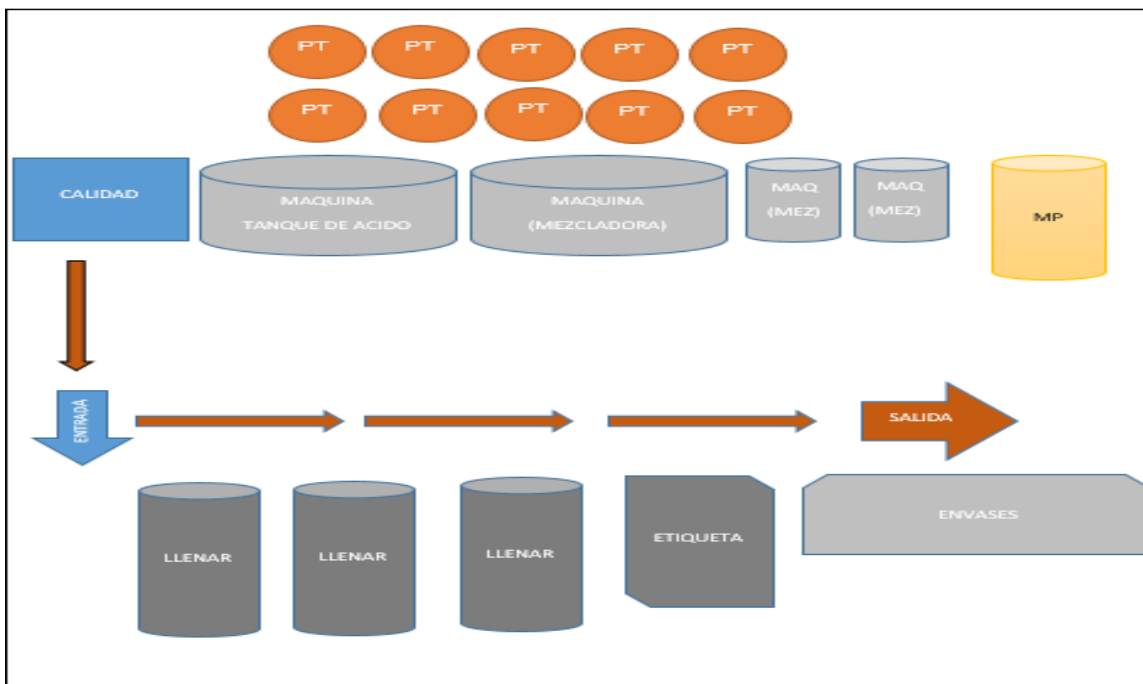 PT PT PT PT PT
PT PT PT PT PT
CALIDAD
MAQUINA
TANQUE DE ACIDO
MAQUINA
(MEZCLADORA)
MAQ
(MEZ)
MAQ
(MEZ)
MP
ENTRADA
SALIDA
LLENAR
LLENAR
LLENAR
ETIQUETA
ENVASES